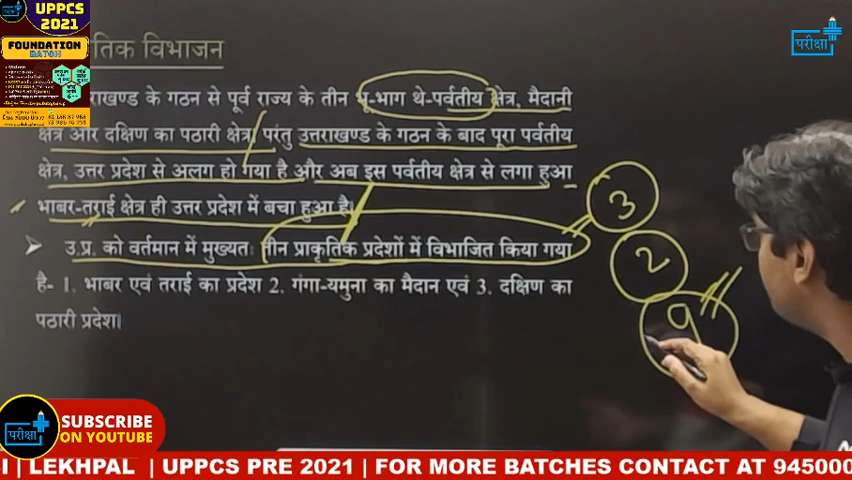 UPPCS
2021
FOUNDATION
BATCH
तिक विभाजन
परीक्षा
राखण्ड के गठन से पूर्व राज्य के तीन भू-भाग थे-पर्वतीय क्षेत्र, मैदानी
क्षेत्र और दक्षिण का पठारी क्षेत्र, परंतु उत्तराखण्ड के गठन के बाद पूरा पर्वतीय
क्षेत्र, उत्तर प्रदेश से अलग हो गया है और अब इस पर्वतीय क्षेत्र से लगा हुआ
भाबर-तराई क्षेत्र ही उत्तर प्रदेश में बचा हुआ है।
➤ उ.प्र. को वर्तमान में मुख्यतः तीन प्राकृतिक प्रदेशों में विभाजित किया गया
है- 1. भाबर एवं तराई का प्रदेश 2. गंगा-यमुना का मैदान एवं 3. दक्षिण का
पठारी प्रदेश।
3
2
9
परीक्षा
SUBSCRIBE
ON YOUTUBE
I | LEKHPAL | UPPCS PRE 2021 | FOR MORE BATCHES CONTACT AT 945000